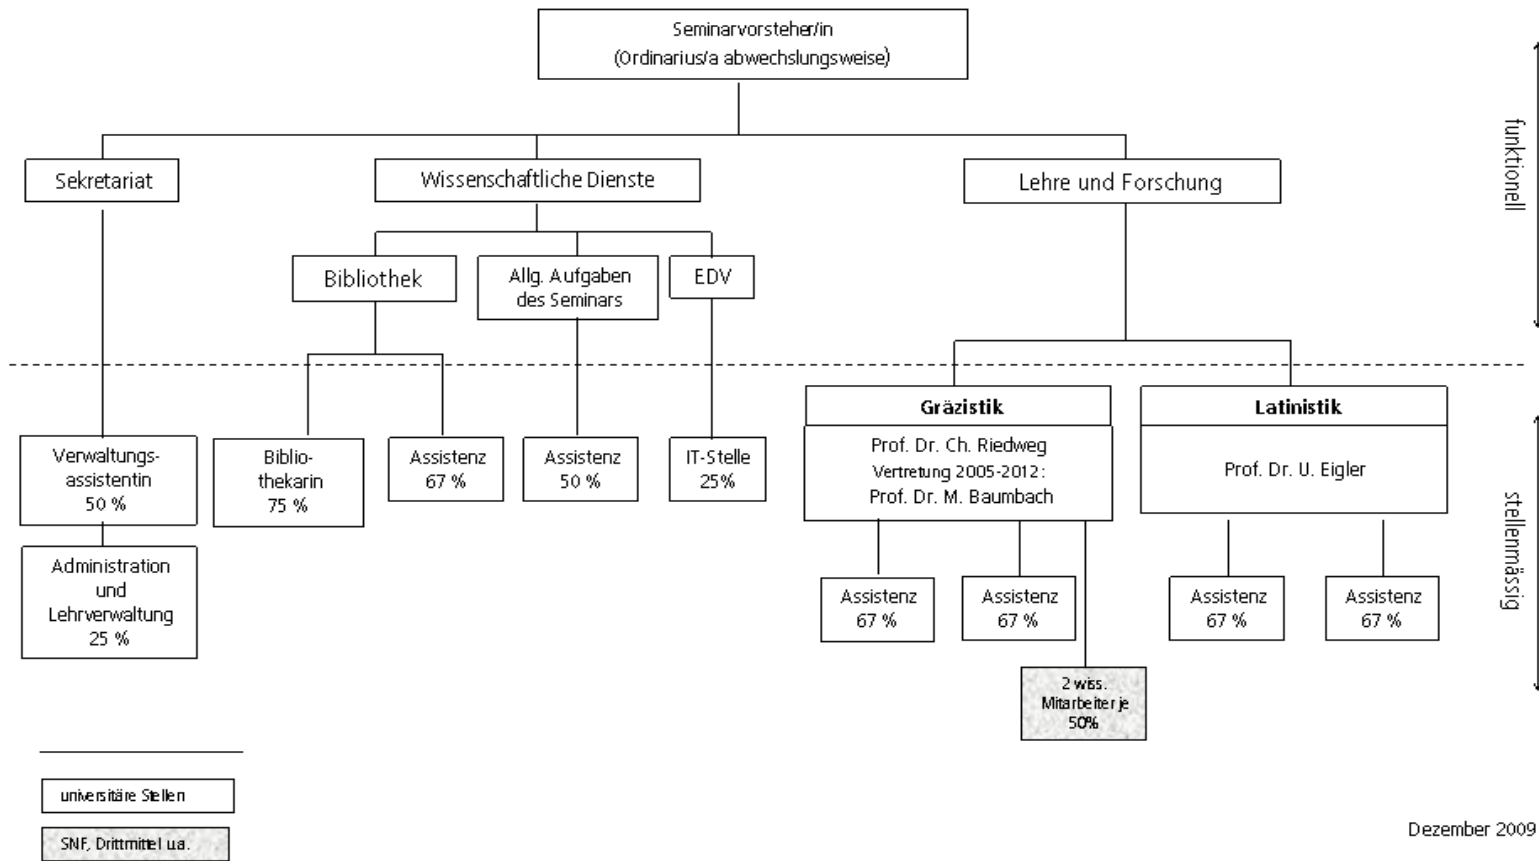 Seminarvorsteher/in
(Ordinarius/a abwechslungsweise)
funktionell
Sekretariat
Wissenschaftliche Dienste
Lehre und Forschung
Bibliothek
Allg. Aufgaben
des Seminars
EDV
Gräzistik
Prof. Dr. Ch. Riedweg
Vertretung 2005-2012:
Prof. Dr. M. Baumbach
Latinistik
Prof. Dr. U. Eigler
Verwaltungs-
assistentin
50 %
Biblio-
thekarin
75 %
Assistenz
67 %
Assistenz
50 %
IT-Stelle
25%
stellenmässig
Administration
und
Lehrverwaltung
25 %
Assistenz
67 %
Assistenz
67 %
Assistenz
67 %
Assistenz
67 %
2 wiss.
Mitarbeiter je
50%
universitäre Stellen
SNF, Drittmittel u.a.
Dezember 2009